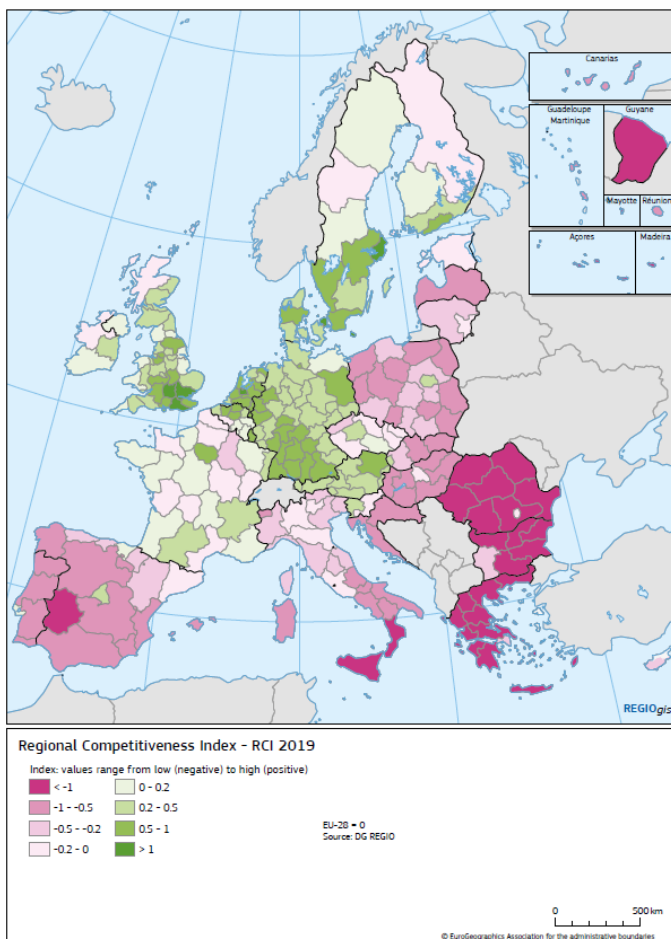 Canarias
Guadeloupe
Martinique
Guyane
Mayotte
Réunion
Açores
Madeira
REGIOgis
Regional Competitiveness Index - RCI 2019
Index: values range from low (negative) to high (positive)
< -1
-1 - -0.5
-0.5 - -0.2
-0.2 - 0
0 - 0.2
0.2 - 0.5
0.5 - 1
> 1
EU-28 = 0
Source: DG REGIO
0 500 km
© EuroGeographics Association for the administrative boundaries